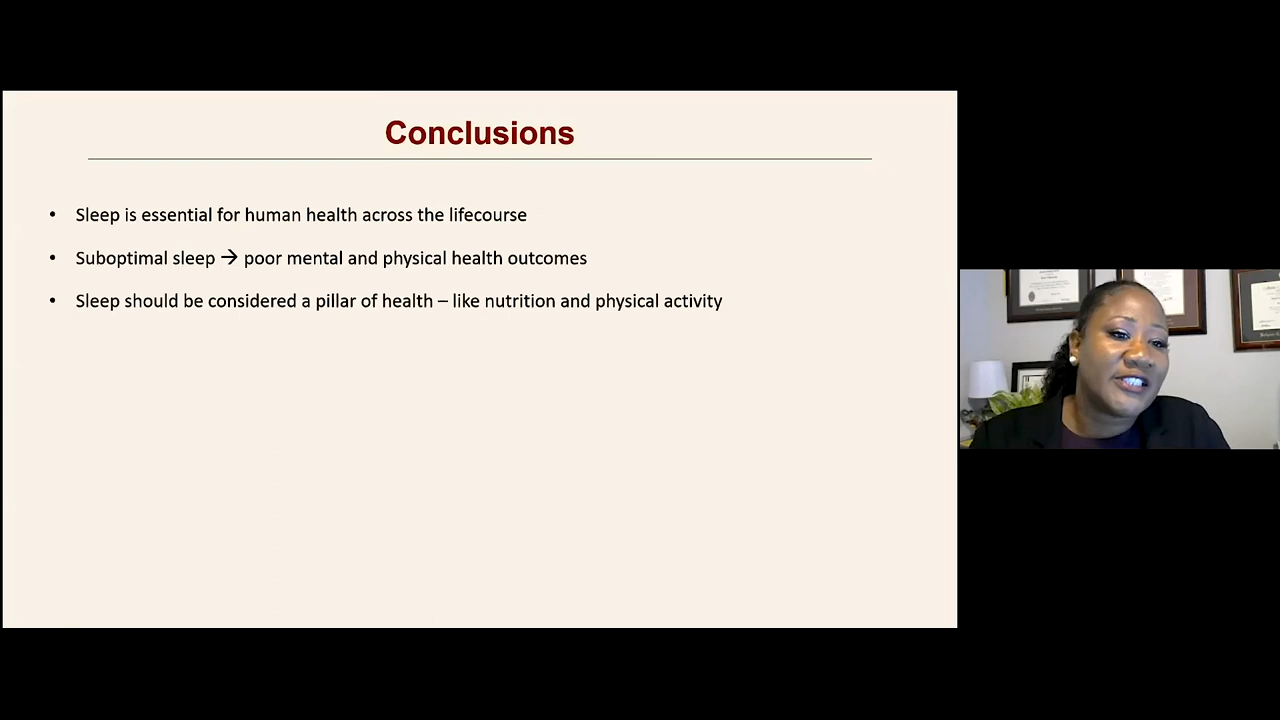 Conclusions
• Sleep is essential for human health across the lifecourse
• Suboptimal sleep → poor mental and physical health outcomes
• Sleep should be considered a pillar of health – like nutrition and physical activity